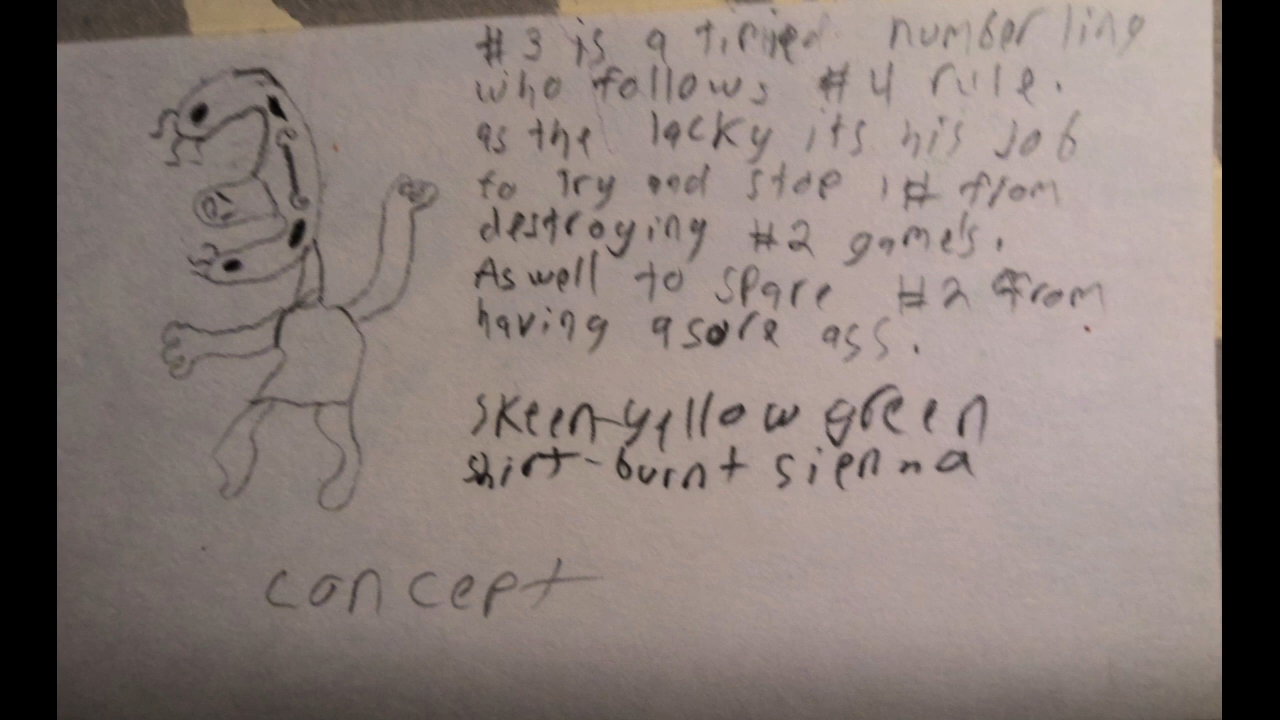 #3 is a tiried numberling
who follows #4 rule.
as the lacky its his job
to try and stop 1# from
destroying #2 games.
As well to spare #2 from
having a sore ass.
skeen-yellow green
shirt-burnt sienna
concept